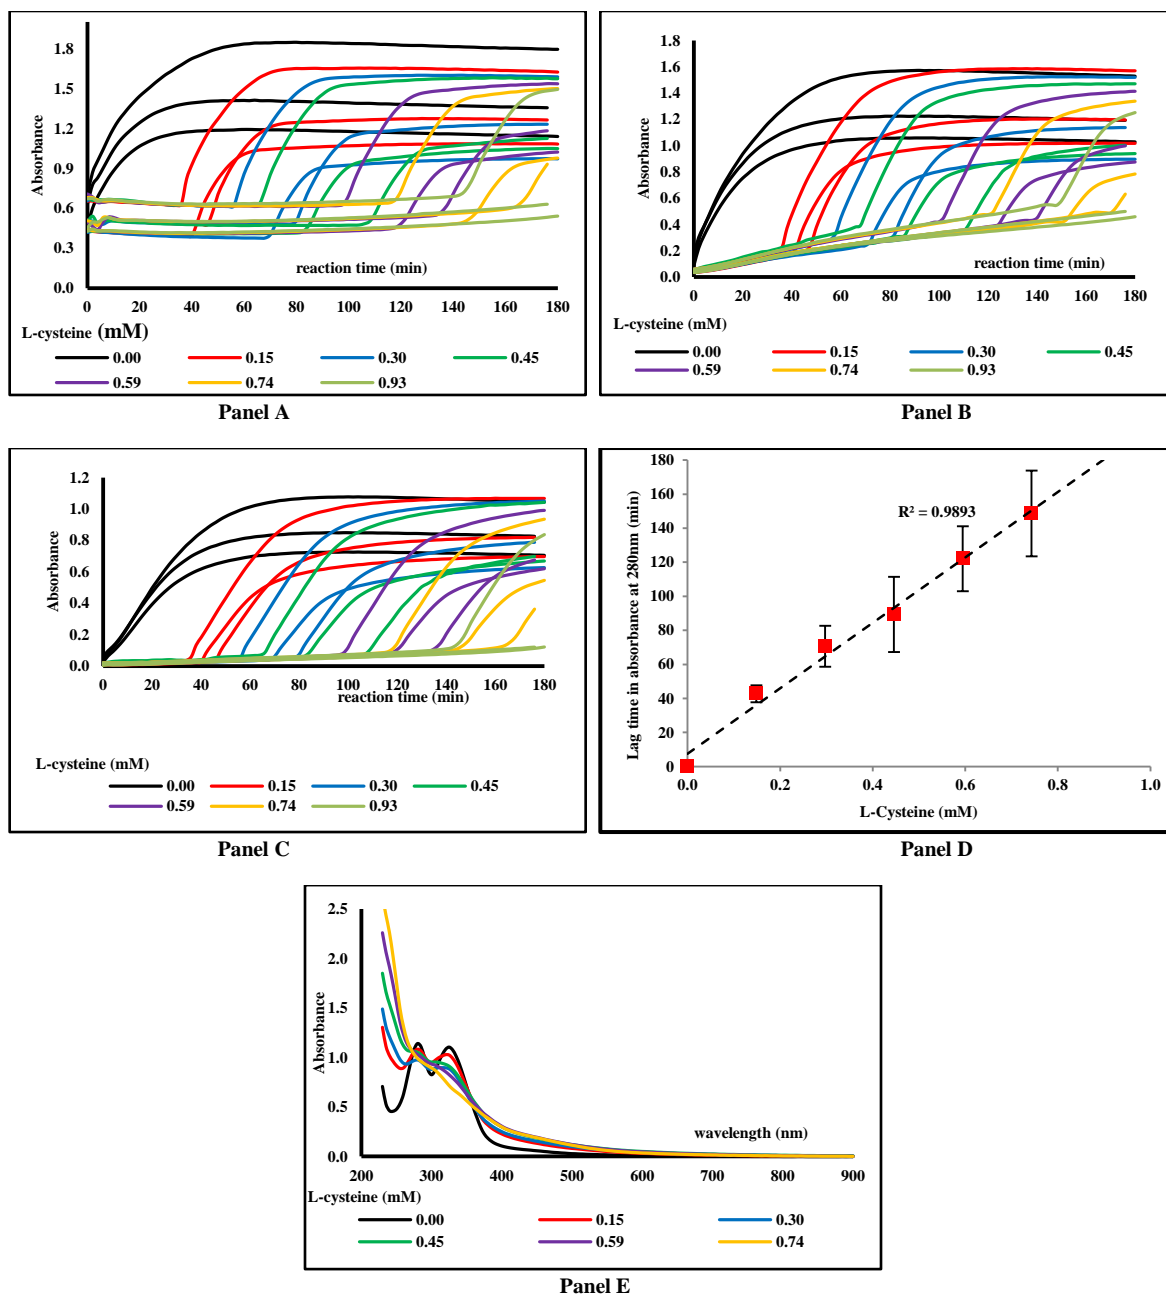 1.8
1.5
1.2
0.9
0.6
0.3
0.0
Absorbance
reaction time (min)
0 20 40 60 80 100 120 140 160 180
L-cysteine (mM)
0.00 0.15 0.30 0.45
0.59 0.74 0.93
Panel A
1.8
1.6
1.4
1.2
1.0
0.8
0.6
0.4
0.2
0.0
Absorbance
reaction time (min)
0 20 40 60 80 100 120 140 160 180
L-cysteine (mM)
0.00 0.15 0.30 0.45
0.59 0.74 0.93
Panel B
1.2
1.0
0.8
0.6
0.4
0.2
0.0
Absorbance
0 20 40 60 80 100 120 140 160 180
reaction time (min)
L-cysteine (mM)
0.00 0.15 0.30 0.45
0.59 0.74 0.93
Panel C
180
160
140
120
100
80
60
40
20
0
Lag time in absorbance at 280nm (min)
R² = 0.9893
0.0 0.2 0.4 0.6 0.8 1.0
L-Cysteine (mM)
Panel D
2.5
2.0
1.5
1.0
0.5
0.0
Absorbance
wavelength (nm)
200 300 400 500 600 700 800 900
L-cysteine (mM)
0.00 0.15 0.30
0.45 0.59 0.74
Panel E